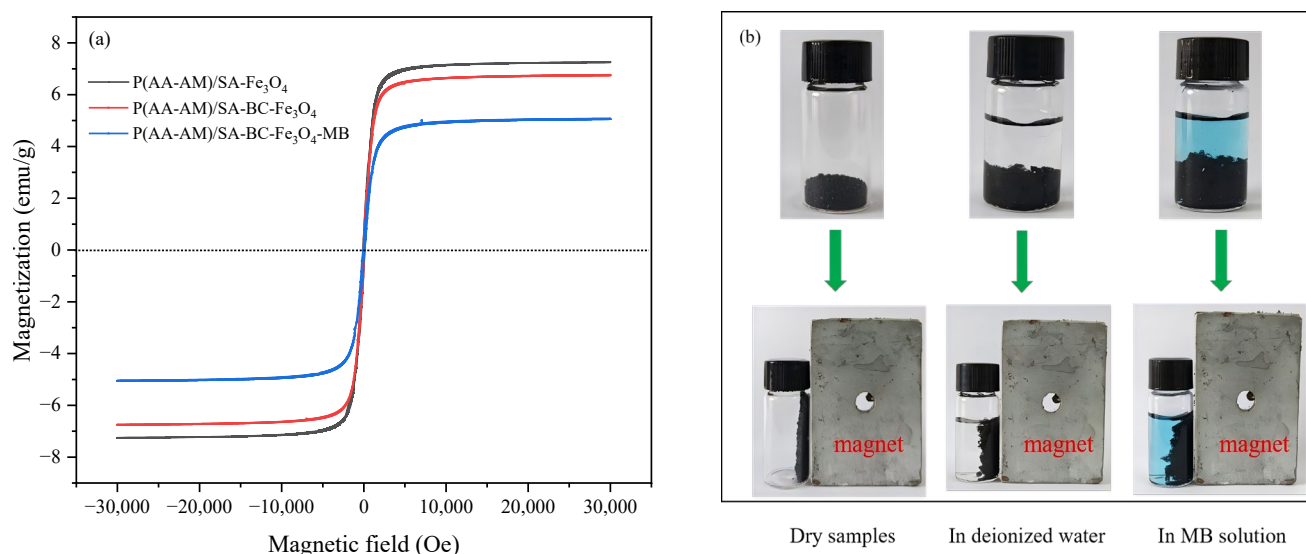 (a)
P(AA-AM)/SA-Fe₃O₄
P(AA-AM)/SA-BC-Fe₃O₄
P(AA-AM)/SA-BC-Fe₃O₄-MB
Magnetization (emu/g)
8
6
4
2
0
−2
−4
−6
−8
−30,000 −20,000 −10,000 0 10,000 20,000 30,000
Magnetic field (Oe)
(b)
magnet magnet magnet
Dry samples In deionized water In MB solution